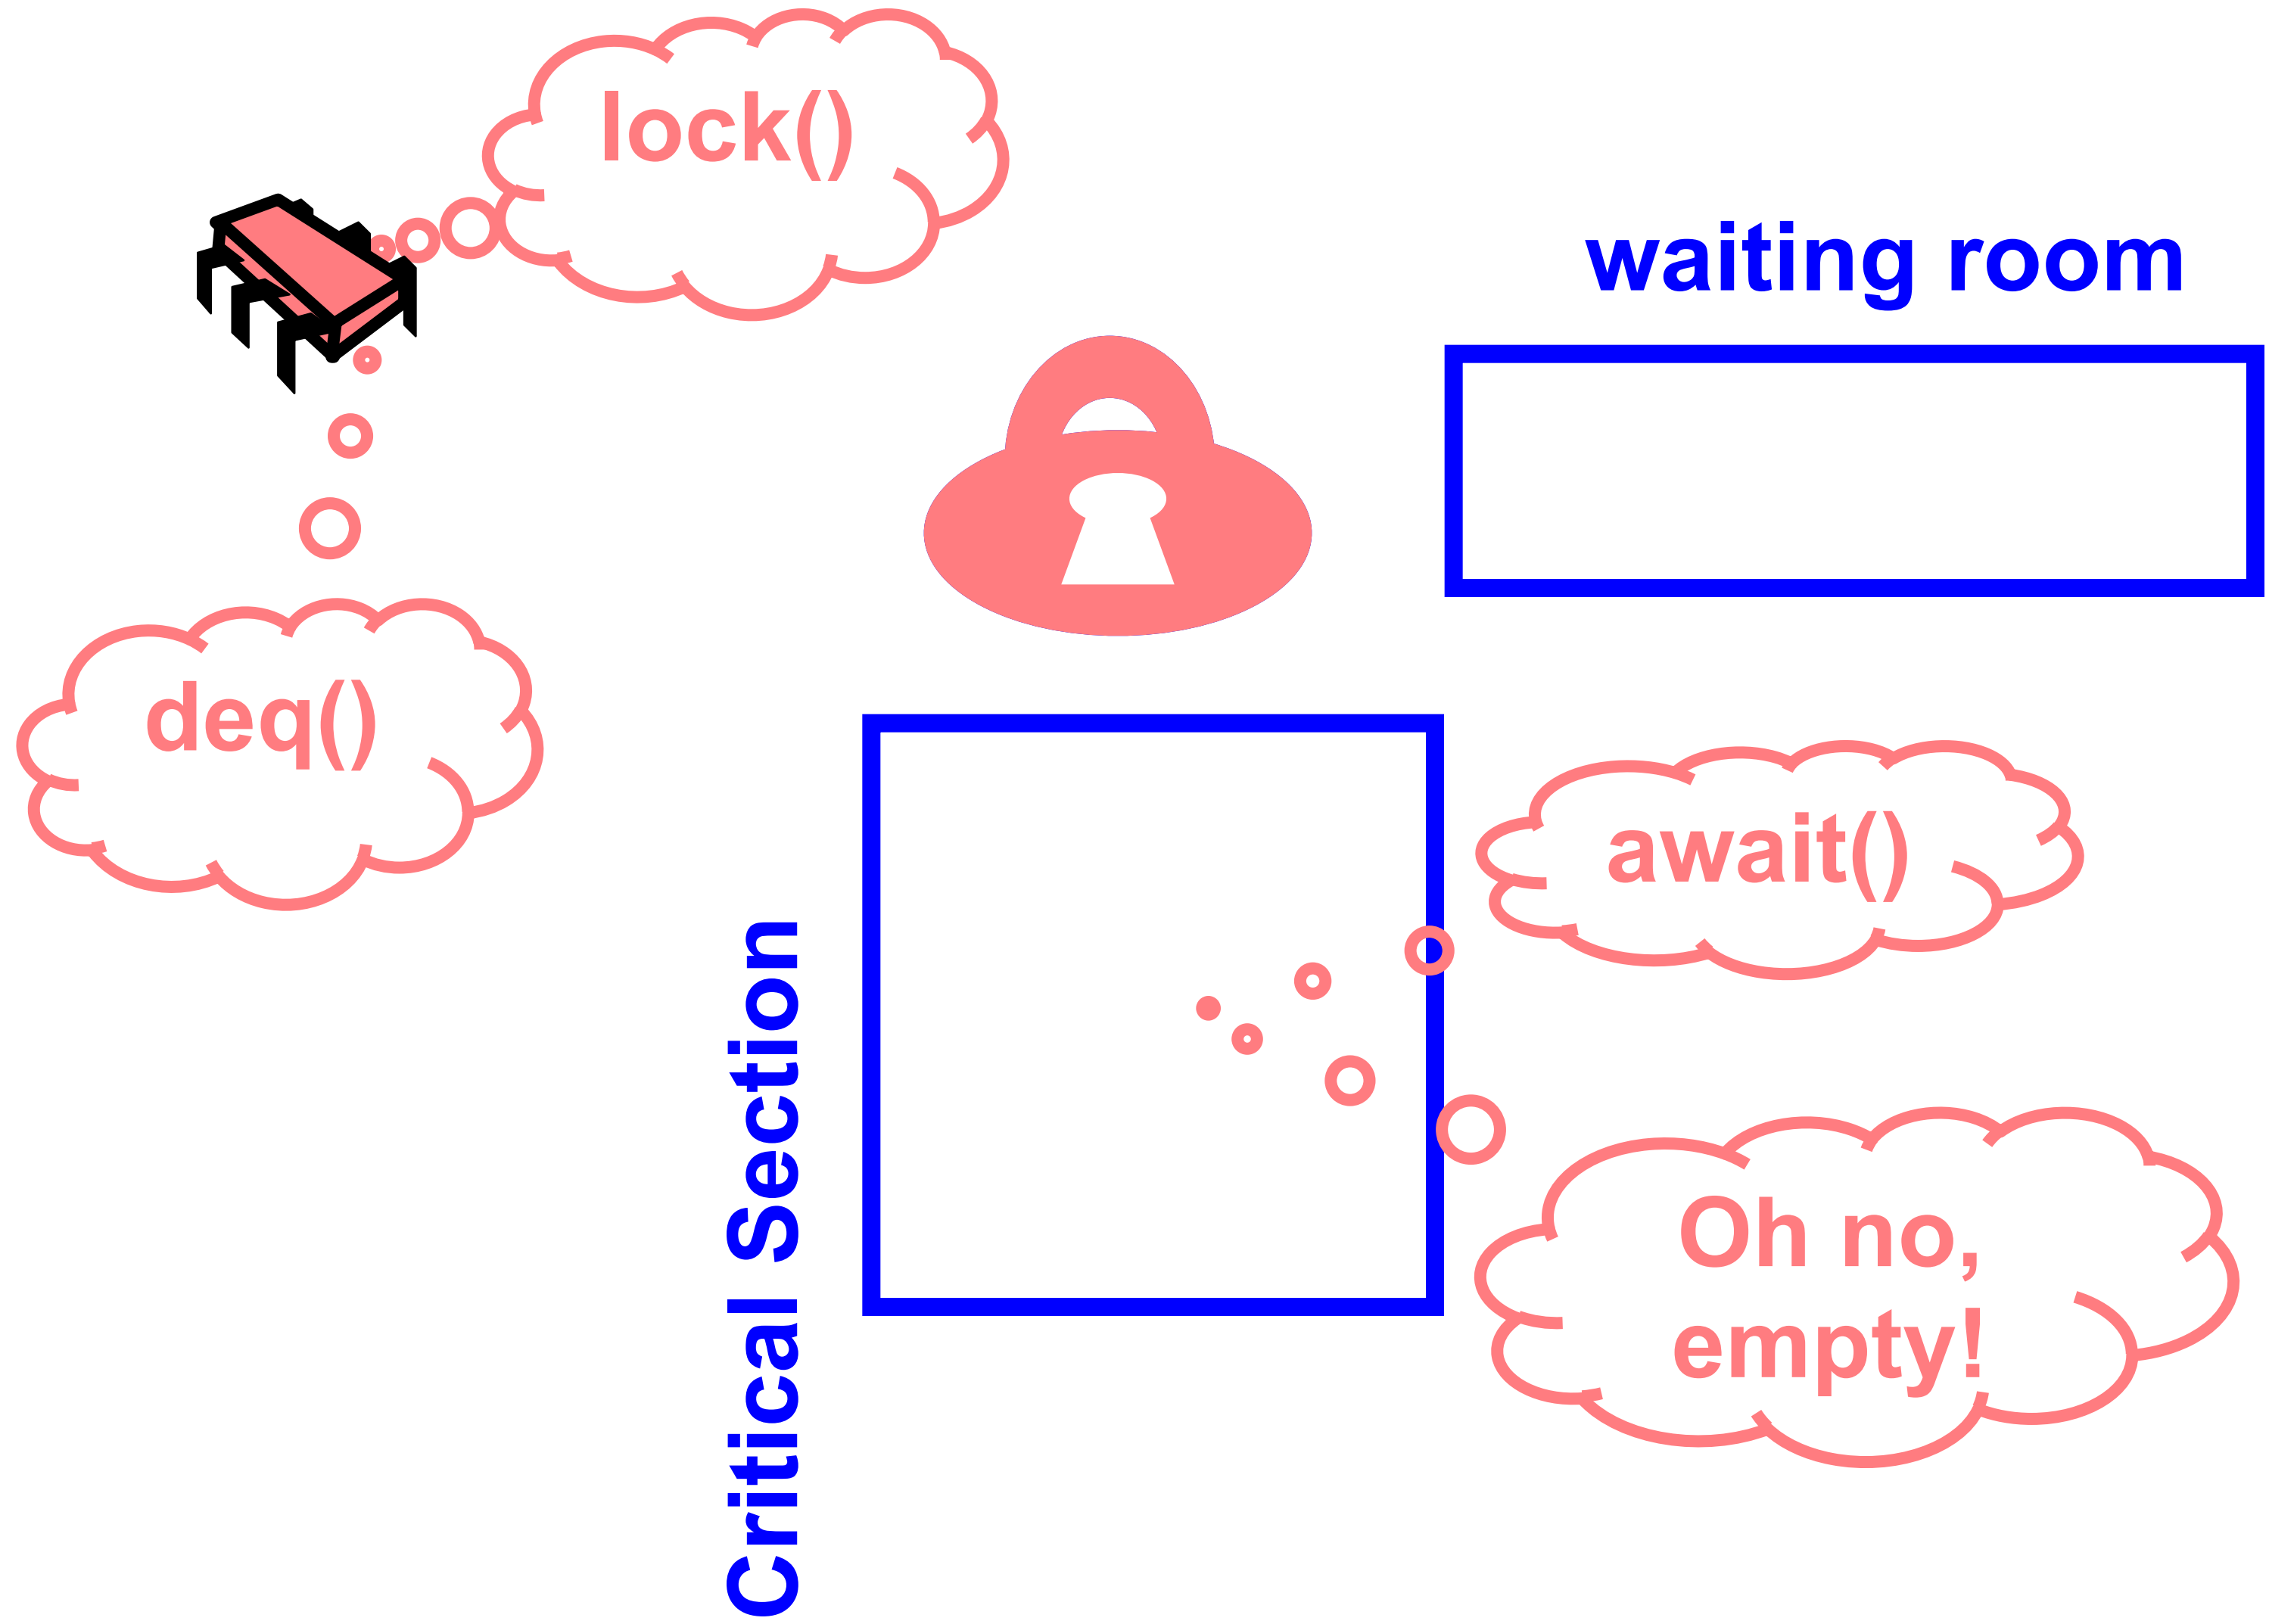 lock()
waiting room
deq()
await()
Critical Section
Oh no,
empty!